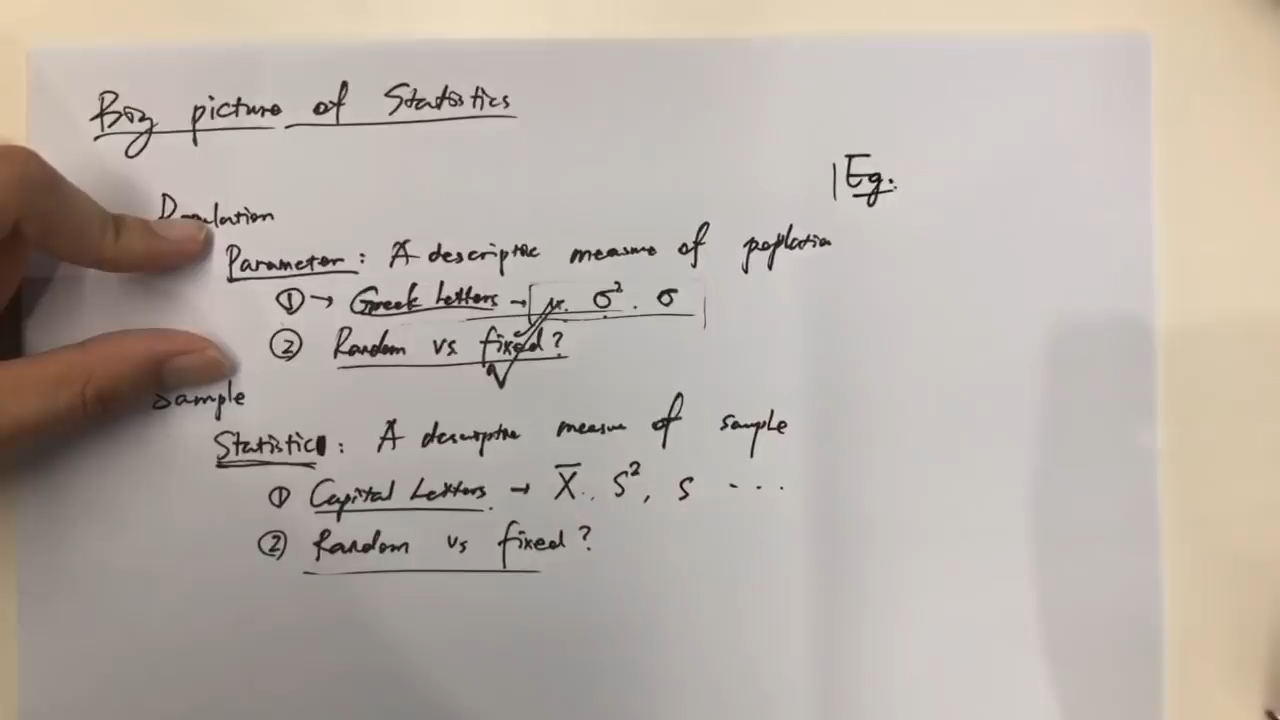 Big picture of Statistics
Eg.
Population
Parameter: A descriptive measure of poplation
① → Greek Letters → μ. σ². σ
② Random vs. fixed?
Sample
Statistic: A descriptive measure of sample
① Capital Letters → X̄., S², S ...
② Random vs fixed?